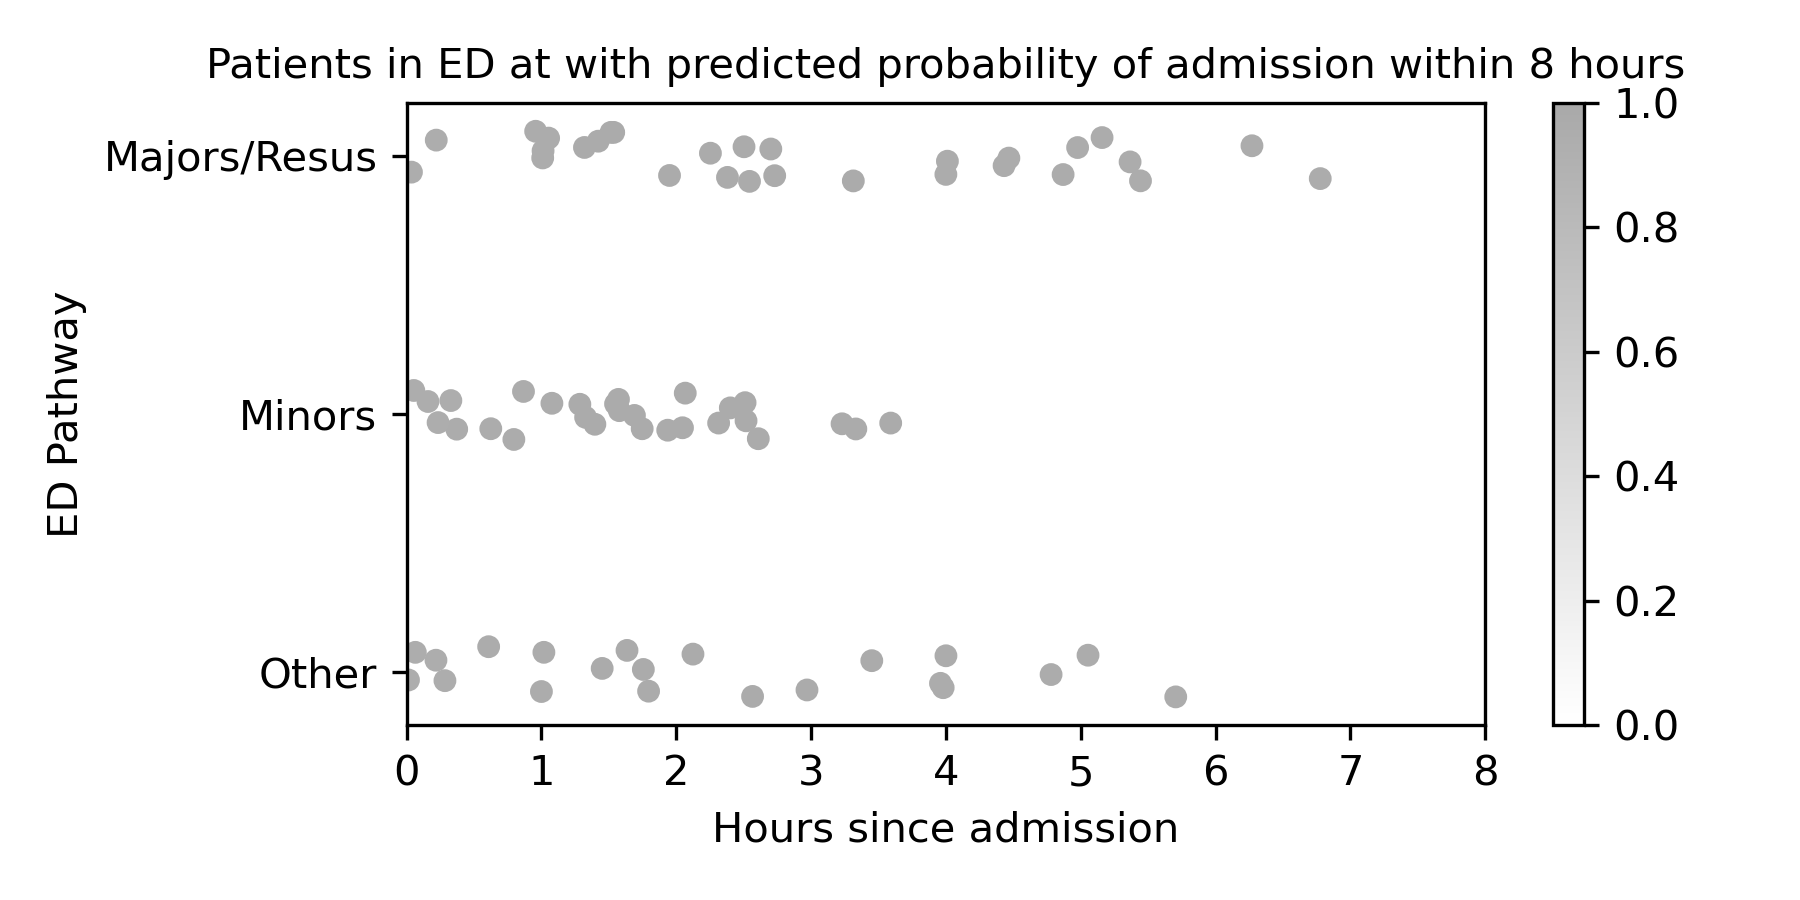 Patients in ED at with predicted probability of admission within 8 hours
1.0
Majors/Resus
0.8
0.6
ED Pathway
Minors
0.4
0.2
Other
0.0
0 1 2 3 4 5 6 7 8
Hours since admission